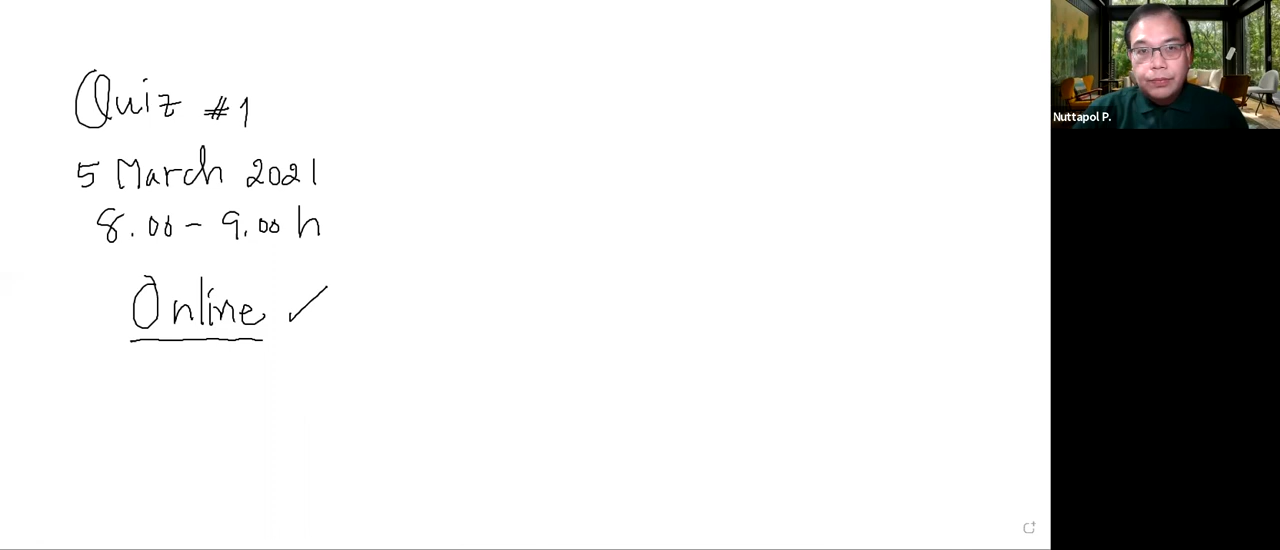 Quiz #1
5 March 2021
8.00 - 9.00 h
Online ✓
Nuttapol P.